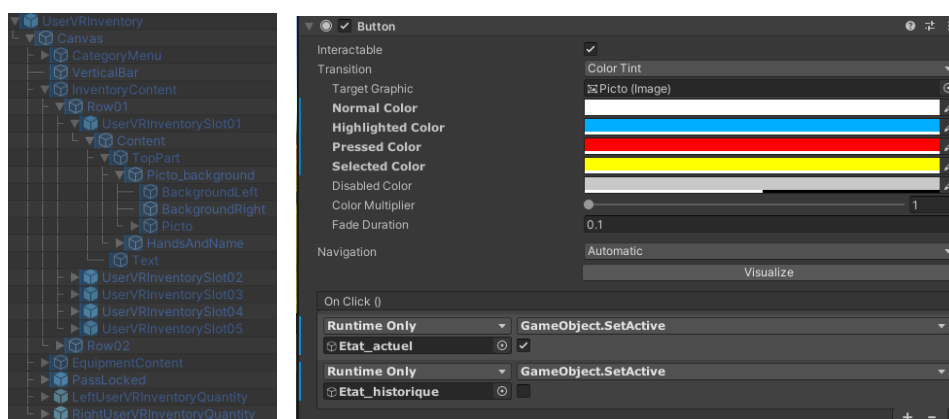 UserVRInventory
Canvas
CategoryMenu
VerticalBar
InventoryContent
Row01
UserVRInventorySlot01
Content
TopPart
Picto_background
BackgroundLeft
BackgroundRight
Picto
HandsAndName
Text
UserVRInventorySlot02
UserVRInventorySlot03
UserVRInventorySlot04
UserVRInventorySlot05
Row02
EquipmentContent
PassLocked
LeftUserVRInventoryQuantity
RightUserVRInventoryQuantity
Button
Interactable
Transition Color Tint
Target Graphic Picto (Image)
Normal Color
Highlighted Color
Pressed Color
Selected Color
Disabled Color
Color Multiplier 1
Fade Duration 0.1
Navigation Automatic
Visualize
On Click ()
Runtime Only GameObject.SetActive
Etat_actuel
Runtime Only GameObject.SetActive
Etat_historique